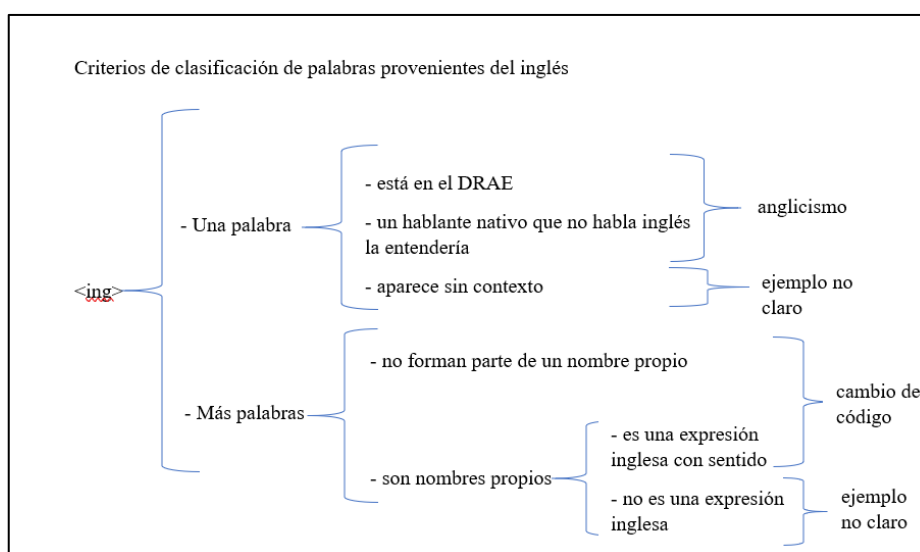 Criterios de clasificación de palabras provenientes del inglés
<ing>
- Una palabra
- está en el DRAE
- un hablante nativo que no habla inglés
la entendería
- aparece sin contexto
anglicismo
ejemplo no
claro
- Más palabras
- no forman parte de un nombre propio
- son nombres propios
- es una expresión
inglesa con sentido
- no es una expresión
inglesa
cambio de
código
ejemplo
no claro